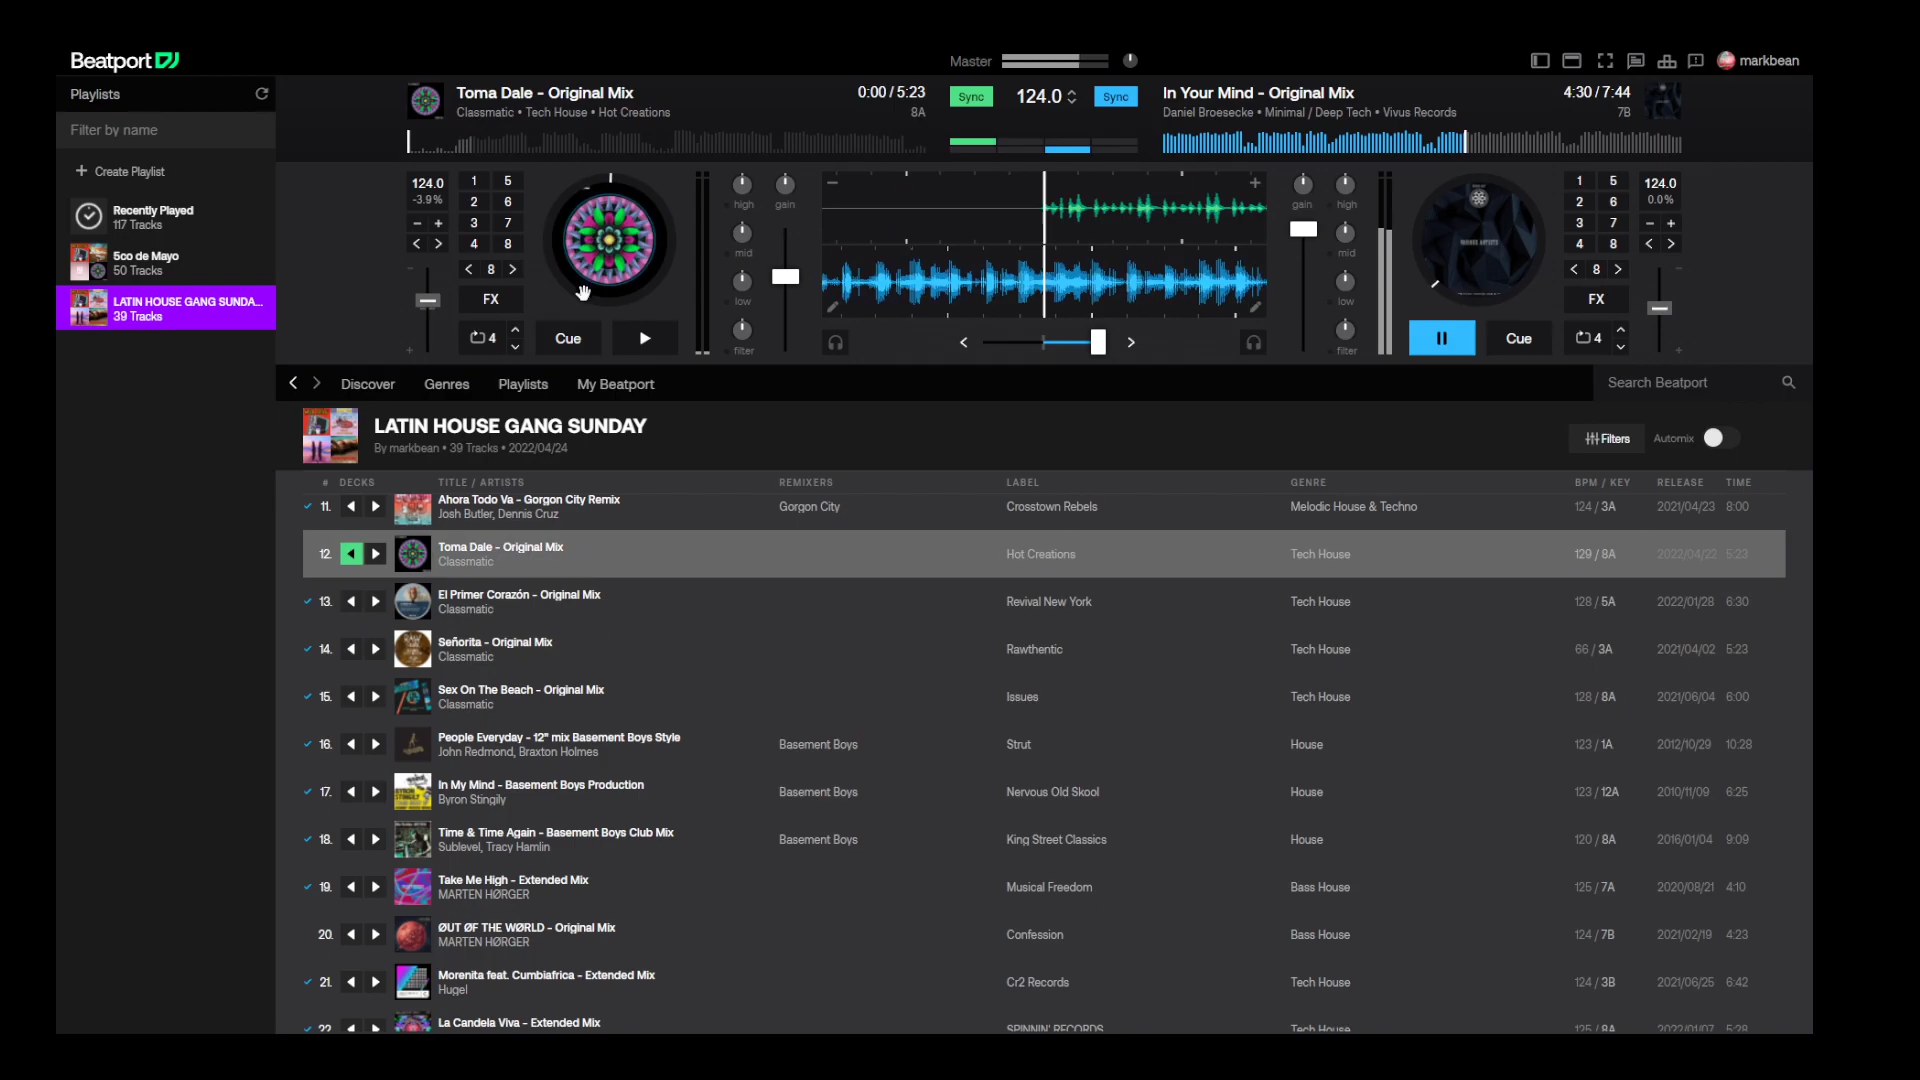 Beatport
Master
markbean
Playlists
Filter by name
Create Playlist
Recently Played
117 Tracks
5co de Mayo
50 Tracks
LATIN HOUSE GANG SUNDA...
39 Tracks
Toma Dale - Original Mix
0:00 / 5:23
Classmatic • Tech House • Hot Creations
8A
Sync
124.0
Sync
In Your Mind - Original Mix
4:30 / 7:44
Daniel Broesecke • Minimal / Deep Tech • Vivus Records
7B
124.0
-3.9%
1 5
2 6
3 7
4 8
8
FX
4
Cue
high
mid
low
filter
gain
gain
high
mid
low
filter
1 5
2 6
3 7
4 8
8
FX
Cue
4
124.0
0.0%
Discover
Genres
Playlists
My Beatport
Search Beatport
LATIN HOUSE GANG SUNDAY
By markbean • 39 Tracks • 2022/04/24
Filters
Automix
# DECKS TITLE / ARTISTS REMIXERS LABEL GENRE BPM / KEY RELEASE TIME
11. Ahora Todo Va - Gorgon City Remix Gorgon City Crosstown Rebels Melodic House & Techno 124 / 3A 2021/04/23 8:00
Josh Butler, Dennis Cruz
12. Toma Dale - Original Mix Hot Creations Tech House 129 / 8A 2022/04/22 5:23
Classmatic
13. El Primer Corazón - Original Mix Revival New York Tech House 128 / 5A 2022/01/28 6:30
Classmatic
14. Señorita - Original Mix Rawthentic Tech House 66 / 3A 2021/04/02 5:23
Classmatic
15. Sex On The Beach - Original Mix Issues Tech House 128 / 8A 2021/06/04 6:00
Classmatic
16. People Everyday - 12" mix Basement Boys Style Basement Boys Strut House 123 / 1A 2012/10/29 10:28
John Redmond, Braxton Holmes
17. In My Mind - Basement Boys Production Basement Boys Nervous Old Skool House 123 / 12A 2010/11/09 6:25
Byron Stingily
18. Time & Time Again - Basement Boys Club Mix Basement Boys King Street Classics House 120 / 8A 2016/01/04 9:09
Sublevel, Tracy Hamlin
19. Take Me High - Extended Mix Musical Freedom Bass House 125 / 7A 2020/08/21 4:10
MARTEN HØRGER
20. ØUT ØF THE WØRLD - Original Mix Confession Bass House 124 / 7B 2021/02/19 4:23
MARTEN HØRGER
21. Morenita feat. Cumbiafrica - Extended Mix Cr2 Records Tech House 124 / 3B 2021/06/25 6:42
Hugel
22. La Candela Viva - Extended Mix SPINNIN' RECORDS Tech House 125 / 8A 2022/01/07 5:28